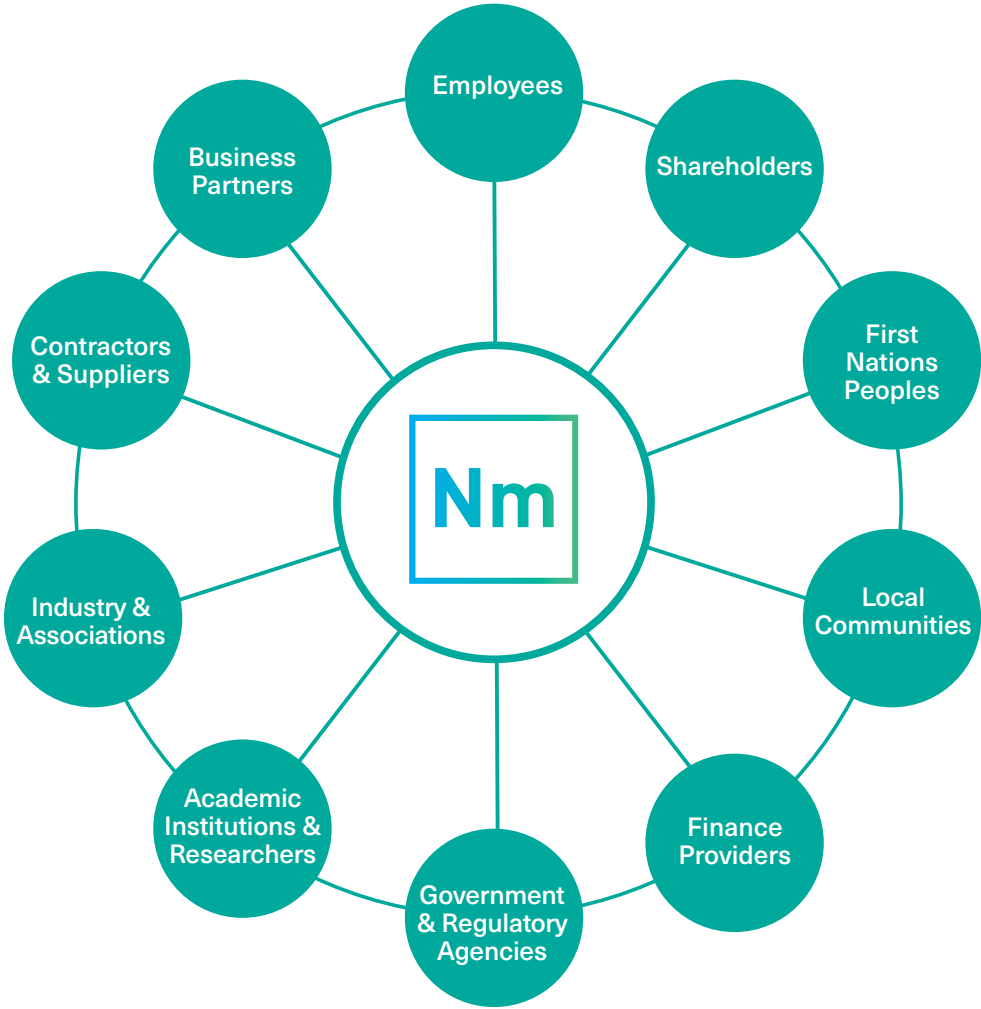 Employees
Shareholders
First
Nations
Peoples
Local
Communities
Finance
Providers
Government
& Regulatory
Agencies
Academic
Institutions &
Researchers
Industry &
Associations
Contractors
& Suppliers
Business
Partners
Nm